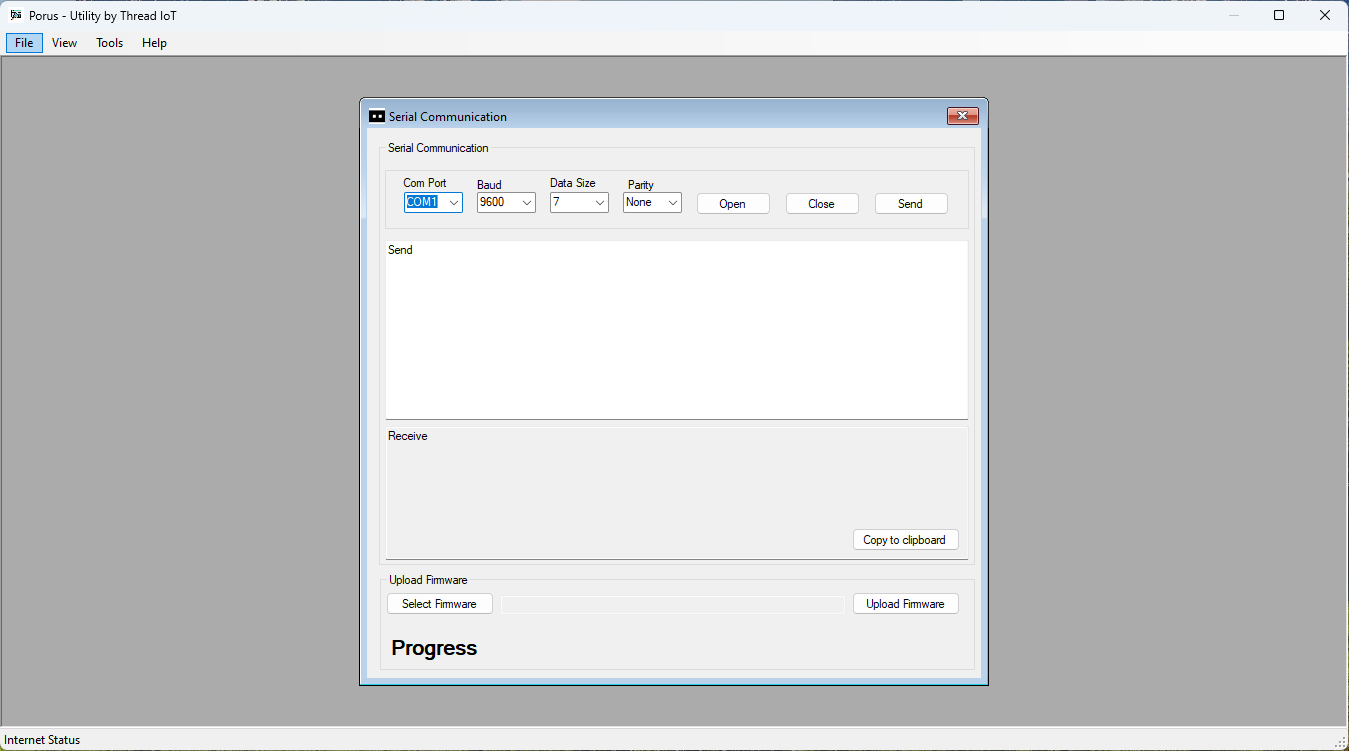 Porus - Utility by Thread IoT
File View Tools Help
Serial Communication
Serial Communication
Com Port Baud Data Size Parity
COM1 9600 7 None Open Close Send
Send
Receive
Copy to clipboard
Upload Firmware
Select Firmware Upload Firmware
Progress
Internet Status